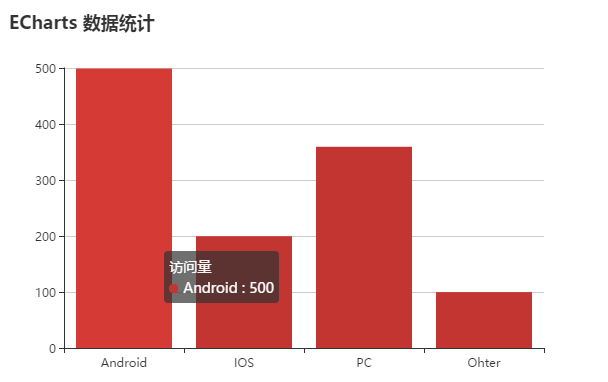 ECharts 数据统计
500
400
300
200
100
0
访问量
Android : 500
Android IOS PC Ohter